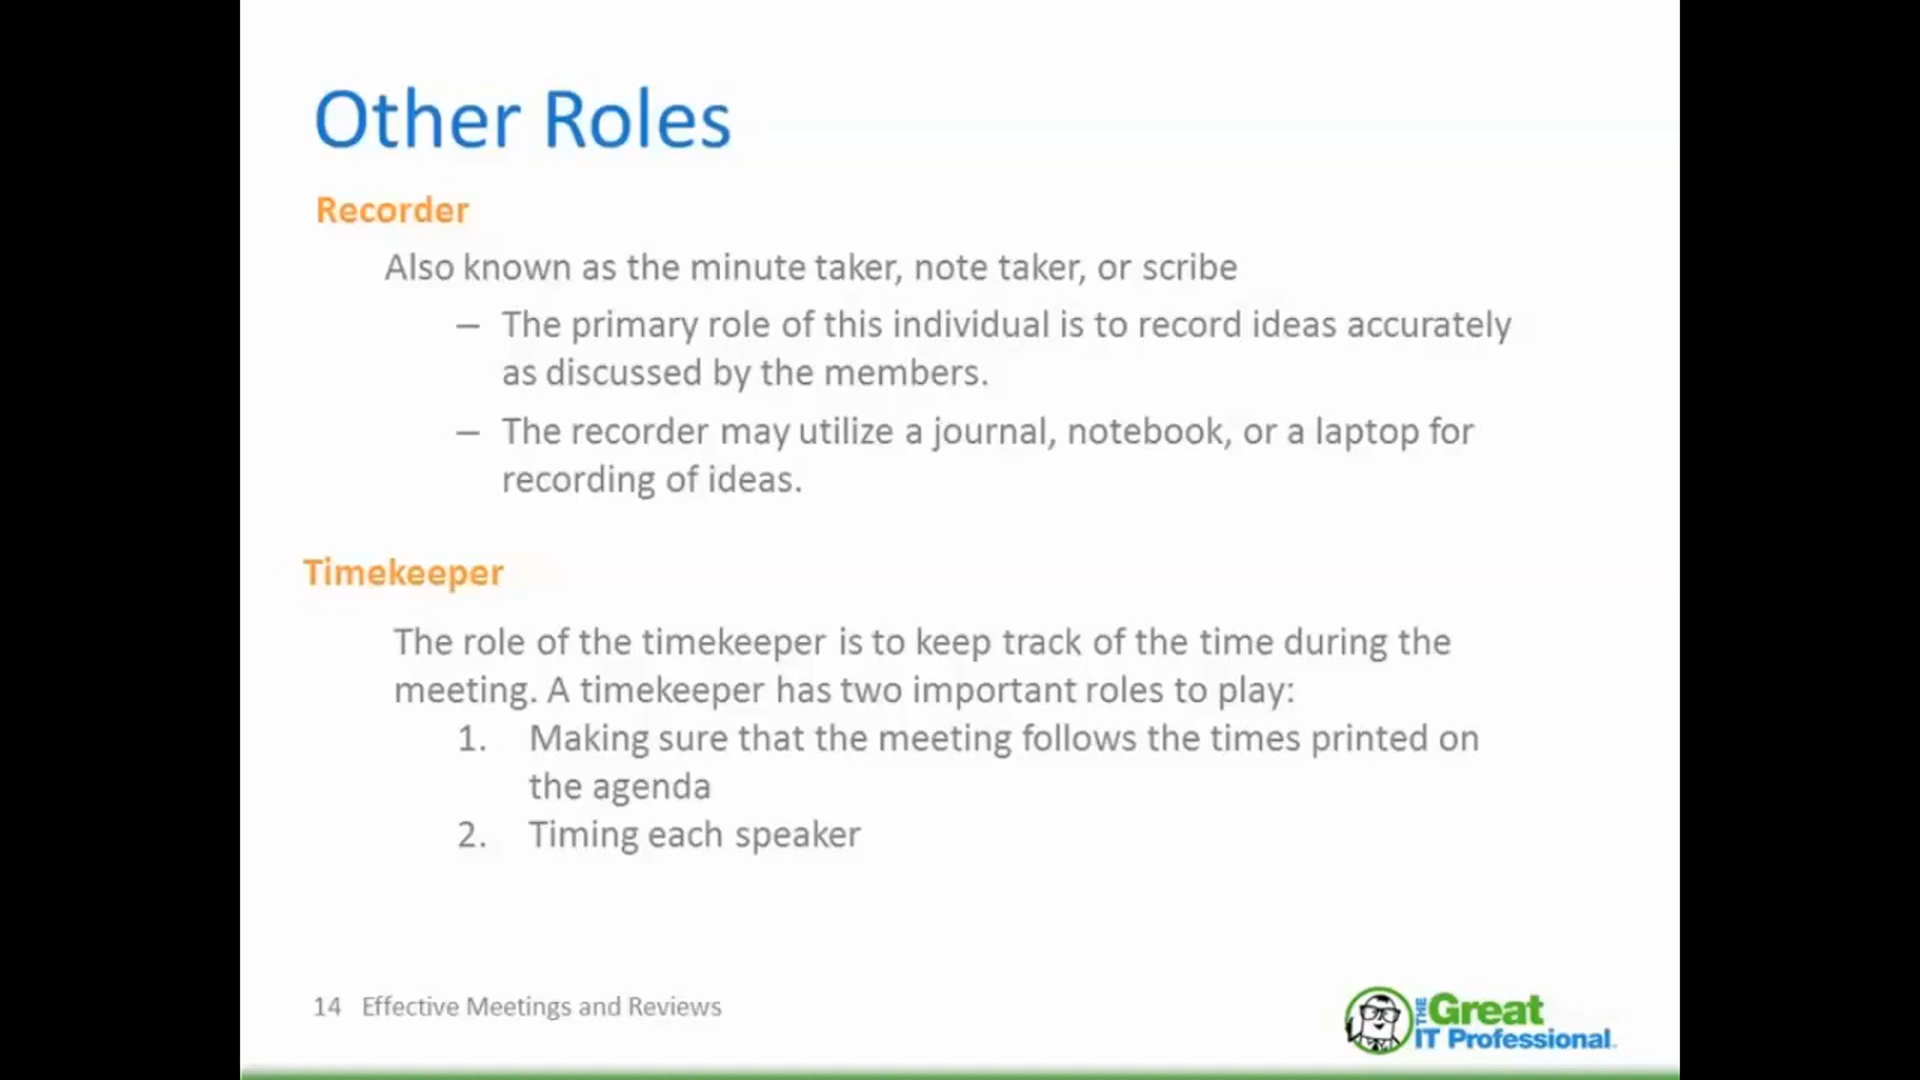 Other Roles
Recorder
Also known as the minute taker, note taker, or scribe
– The primary role of this individual is to record ideas accurately
as discussed by the members.
– The recorder may utilize a journal, notebook, or a laptop for
recording of ideas.
Timekeeper
The role of the timekeeper is to keep track of the time during the
meeting. A timekeeper has two important roles to play:
1. Making sure that the meeting follows the times printed on
the agenda
2. Timing each speaker
14 Effective Meetings and Reviews
THE Great
IT Professional